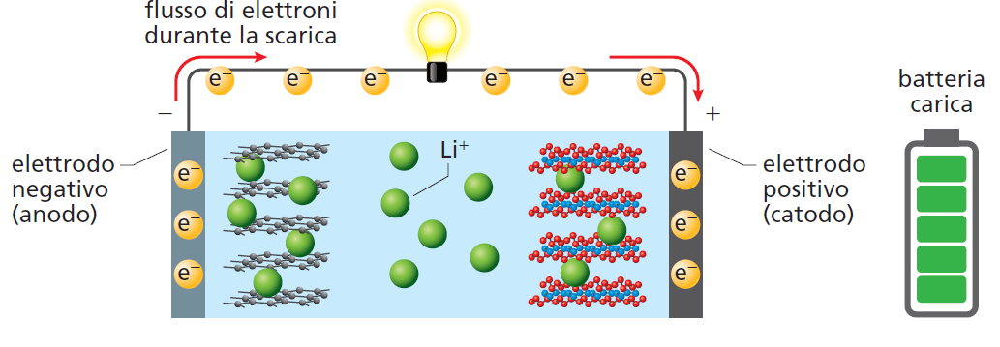 flusso di elettroni
durante la scarica
e⁻ e⁻ e⁻ e⁻ e⁻ e⁻
batteria
carica
− +
elettrodo
negativo
(anodo)
e⁻
e⁻
e⁻
Li⁺
e⁻
e⁻
e⁻
elettrodo
positivo
(catodo)